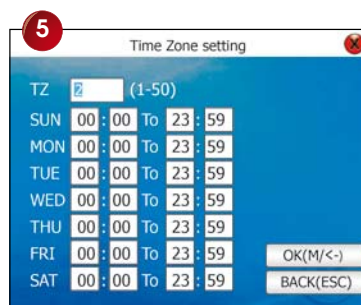 5
Time Zone setting
X
TZ 2 (1-50)
SUN 00 : 00 To 23 : 59
MON 00 : 00 To 23 : 59
TUE 00 : 00 To 23 : 59
WED 00 : 00 To 23 : 59
THU 00 : 00 To 23 : 59
FRI 00 : 00 To 23 : 59
OK(M/<-)
SAT 00 : 00 To 23 : 59
BACK(ESC)